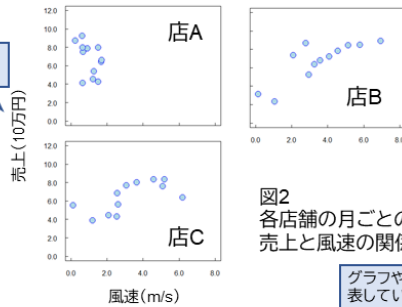 12.0
10.0
8.0
6.0
4.0
2.0
0.0
店A
店B
0.0 2.0 4.0 6.0 8.0
売上(10万円)
12.0
10.0
8.0
6.0
4.0
2.0
0.0
店C
0.0 2.0 4.0 6.0 8.0
風速(m/s)
図2
各店舗の月ごとの
売上と風速の関係
グラフや
表してい